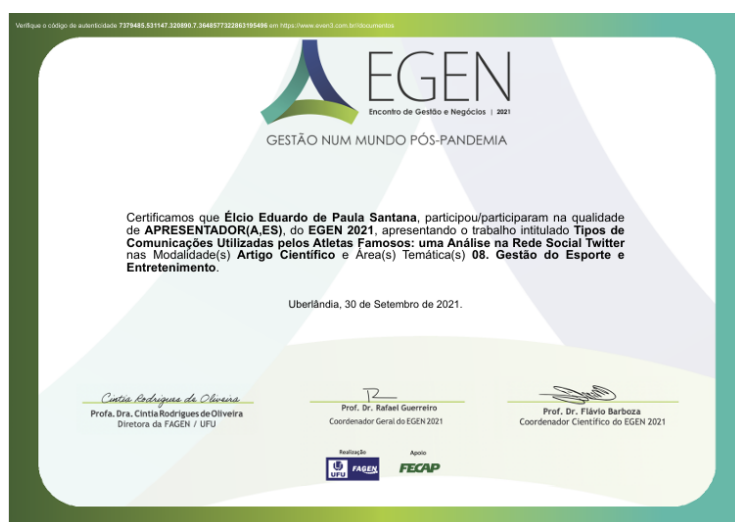 Verifique o código de autenticidade 7379485.531147.320890.7.3640577322863195496 em https://www.even3.com.br/documentos
EGEN
Encontro de Gestão e Negócios | 2021
GESTÃO NUM MUNDO PÓS-PANDEMIA
Certificamos que Élcio Eduardo de Paula Santana, participou/participaram na qualidade
de APRESENTADOR(A,ES), do EGEN 2021, apresentando o trabalho intitulado Tipos de
Comunicações Utilizadas pelos Atletas Famosos: uma Análise na Rede Social Twitter
nas Modalidade(s) Artigo Científico e Área(s) Temática(s) 08. Gestão do Esporte e
Entretenimento.
Uberlândia, 30 de Setembro de 2021.
Cintia Rodrigues de Oliveira
Profa. Dra. Cintia Rodrigues de Oliveira
Diretora da FAGEN / UFU
Prof. Dr. Rafael Guerreiro
Coordenador Geral do EGEN 2021
Prof. Dr. Flávio Barboza
Coordenador Científico do EGEN 2021
Realização
UFU FAGEN
Apoio
FECAP